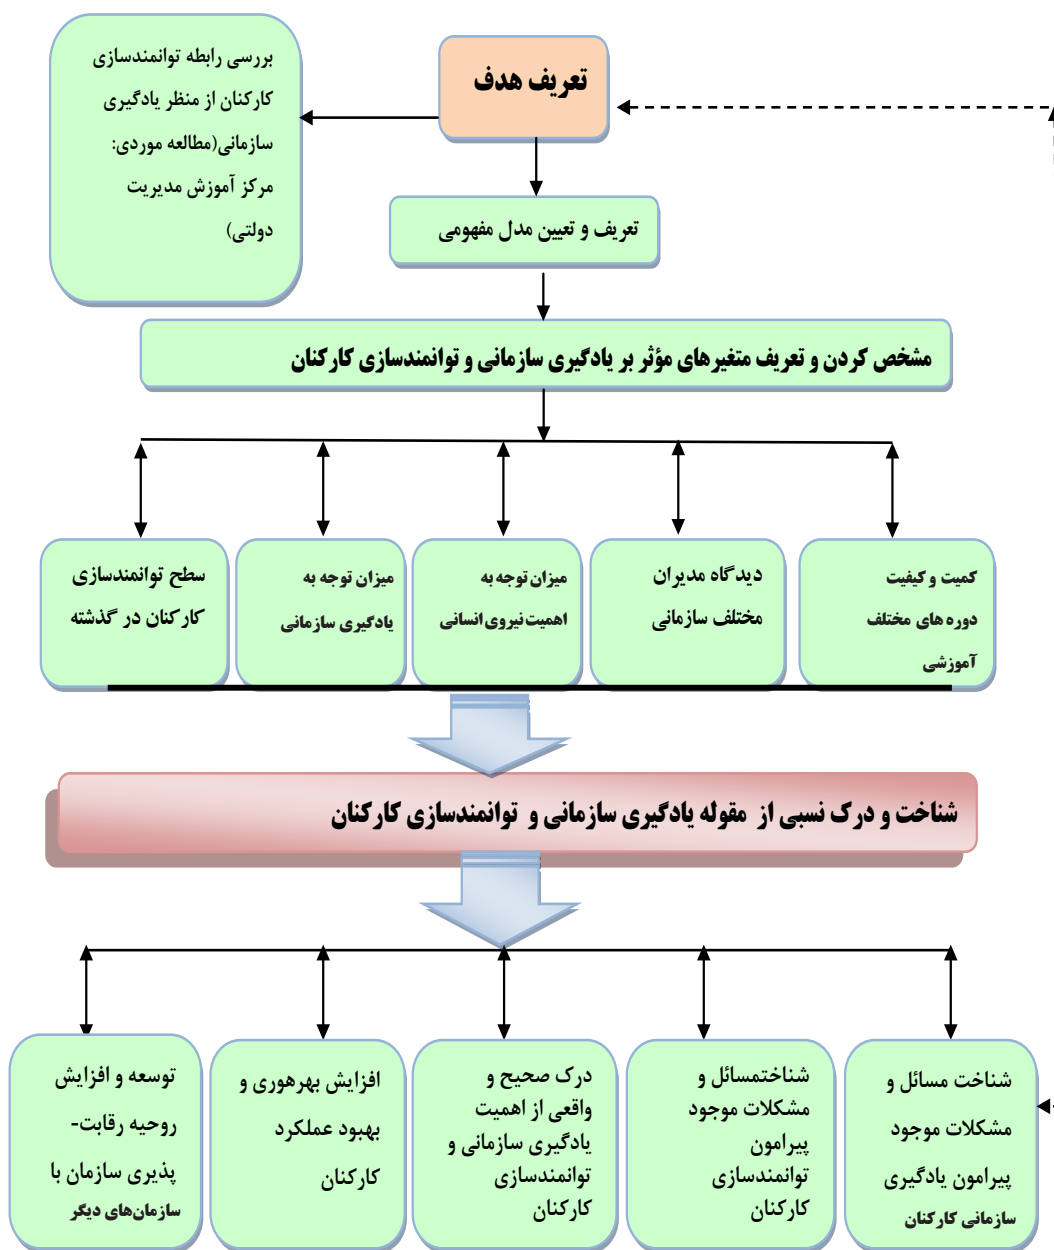 تعریف هدف
بررسی رابطه توانمندسازی
کارکنان از منظر یادگیری
سازمانی(مطالعه موردی:
مرکز آموزش مدیریت
دولتی)
تعریف و تعیین مدل مفهومی
مشخص کردن و تعریف متغیرهای مؤثر بر یادگیری سازمانی و توانمندسازی کارکنان
کمیت و کیفیت
دوره های مختلف
آموزشی
دیدگاه مدیران
مختلف سازمانی
میزان توجه به
اهمیت نیروی انسانی
میزان توجه به
یادگیری سازمانی
سطح توانمندسازی
کارکنان در گذشته
شناخت و درک نسبی از مقوله یادگیری سازمانی و توانمندسازی کارکنان
شناخت مسائل و
مشکلات موجود
پیرامون یادگیری
سازمانی کارکنان
شناختمسائل و
مشکلات موجود
پیرامون
توانمندسازی
کارکنان
درک صحیح و
واقعی از اهمیت
یادگیری سازمانی و
توانمندسازی
کارکنان
افزایش بهرهوری و
بهبود عملکرد
کارکنان
توسعه و افزایش
روحیه رقابت-
پذیری سازمان با
سازمان‌های دیگر